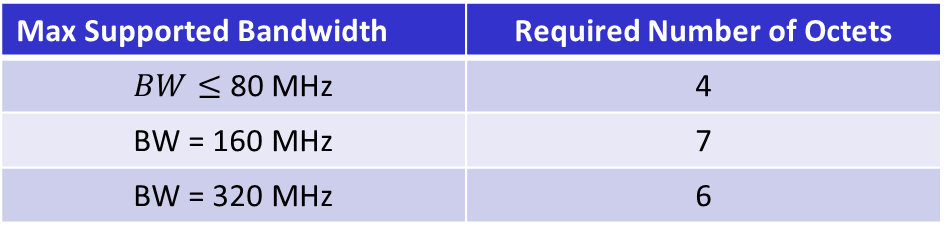 Max Supported Bandwidth Required Number of Octets
BW ≤ 80 MHz 4
BW = 160 MHz 7
BW = 320 MHz 6